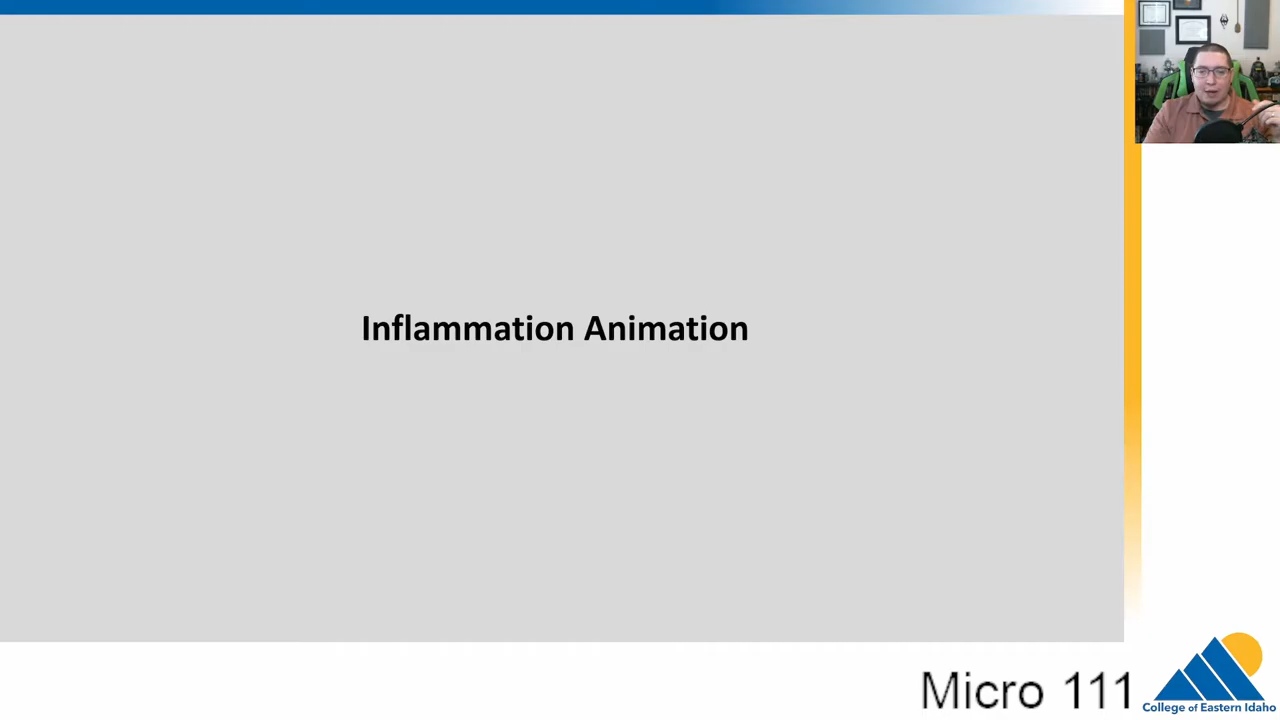 Inflammation Animation
Micro 111
College of Eastern Idaho